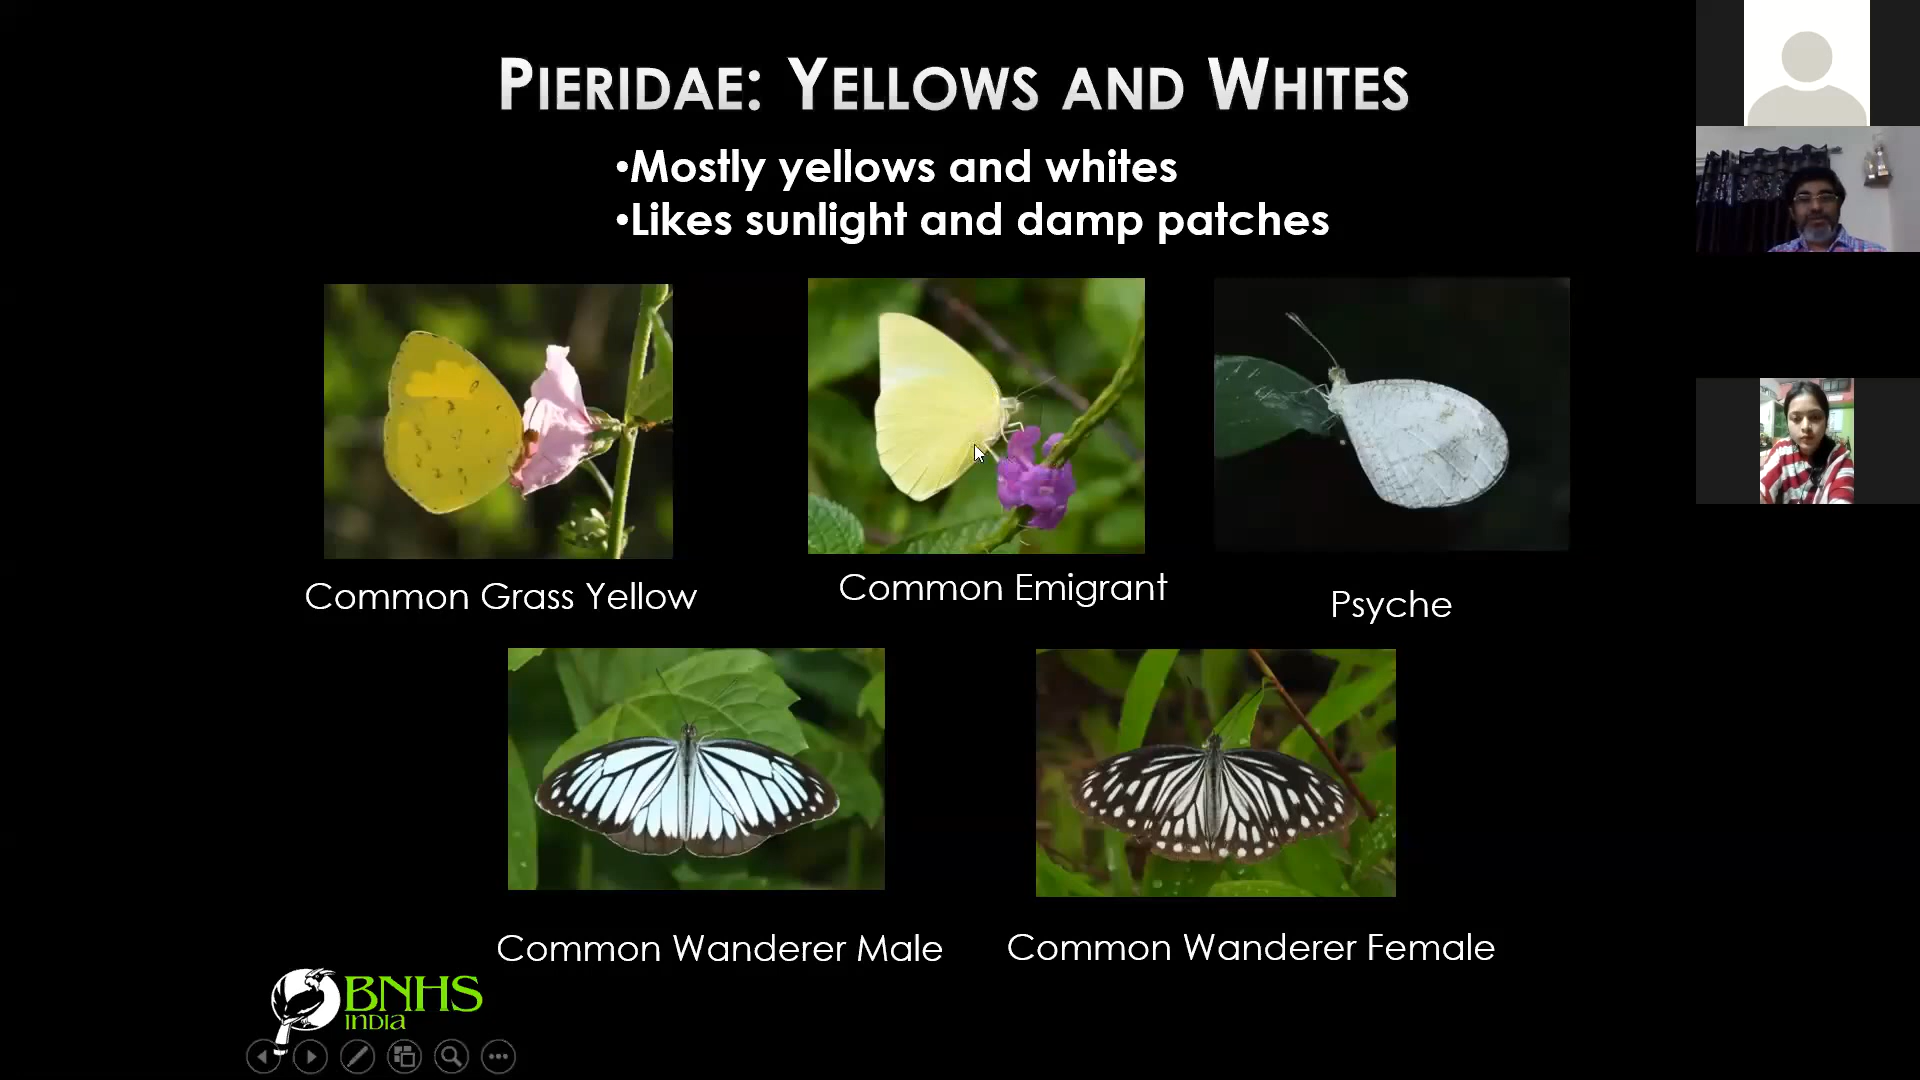 Pieridae: Yellows and Whites
•Mostly yellows and whites
•Likes sunlight and damp patches
Common Grass Yellow
Common Emigrant
Psyche
Common Wanderer Male
Common Wanderer Female
BNHS
INDIA